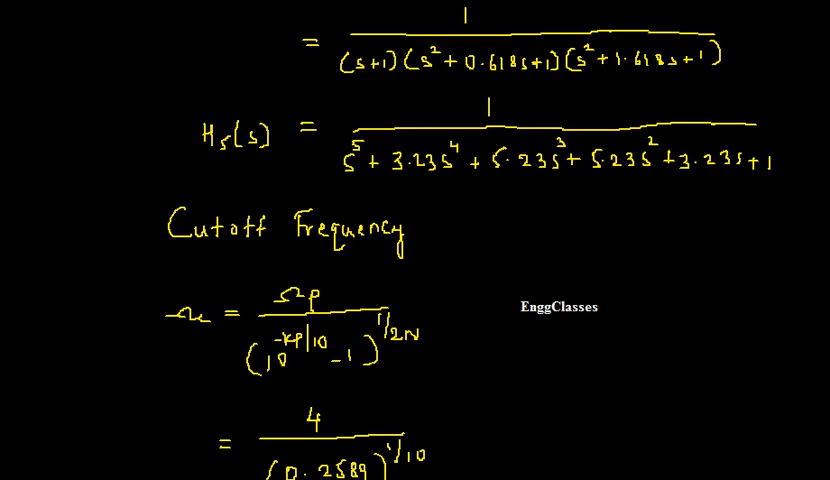 = 1 / (s+1)(s²+0.618s+1)(s²+1.618s+1)
H₅(s) = 1 / s⁵ + 3.23s⁴ + 5.23s³ + 5.23s² + 3.23s + 1
Cutoff Frequency
Ωc = Ωp / (10^-KP/10 - 1)^1/2N
EnggClasses
= 4 / (0.2589)^1/10